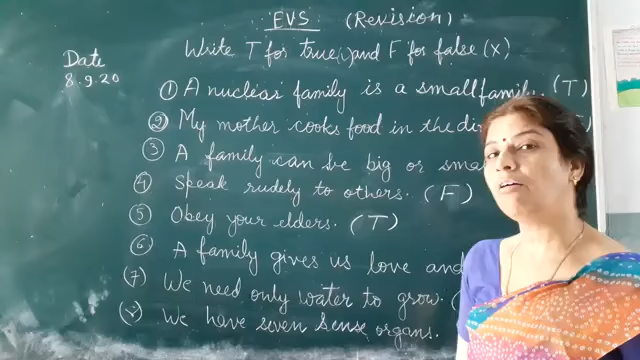 EVS (Revision)
Date
8.9.20
Write T for true (✓) and F for false (x)
① A nuclear family is a small family. (T)
② My mother cooks food in the
③ A family can be big or
④ Speak rudely to others. (F)
⑤ Obey your elders. (T)
⑥ A family gives us love and
(7) We need only water to grow. (
(8) We have seven sense organs.